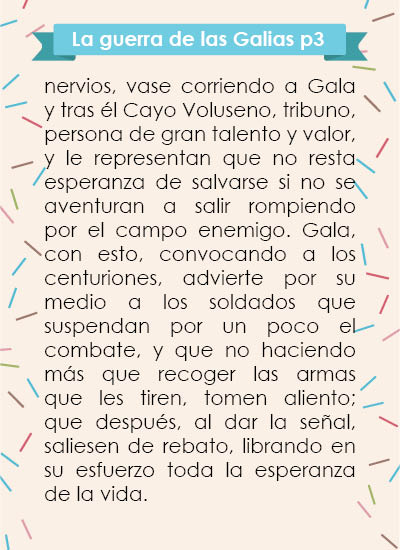 La guerra de las Galias p3
nervios, vase corriendo a Gala
y tras él Cayo Voluseno, tribuno,
persona de gran talento y valor,
y le representan que no resta
esperanza de salvarse si no se
aventuran a salir rompiendo
por el campo enemigo. Gala,
con esto, convocando a los
centuriones, advierte por su
medio a los soldados que
suspendan por un poco el
combate, y que no haciendo
más que recoger las armas
que les tiren, tomen aliento;
que después, al dar la señal,
saliesen de rebato, librando en
su esfuerzo toda la esperanza
de la vida.